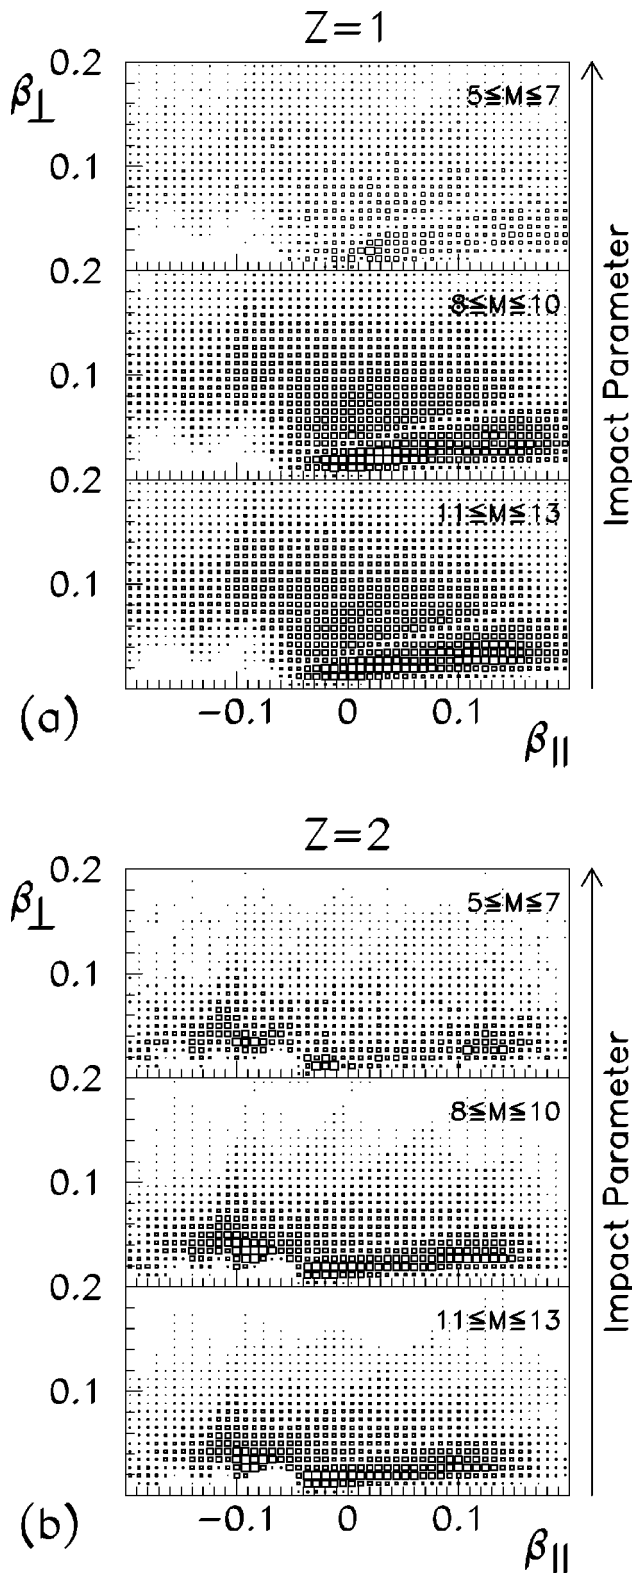 Z=1
0.2
β⊥
5≦M≦7
0.1
0.2
8≦M≦10
0.1
0.2
11≦M≦13
0.1
Impact Parameter
−0.1 0 0.1
(a)
β||
Z=2
0.2
β⊥
5≦M≦7
0.1
0.2
8≦M≦10
0.1
0.2
11≦M≦13
0.1
Impact Parameter
−0.1 0 0.1
(b)
β||